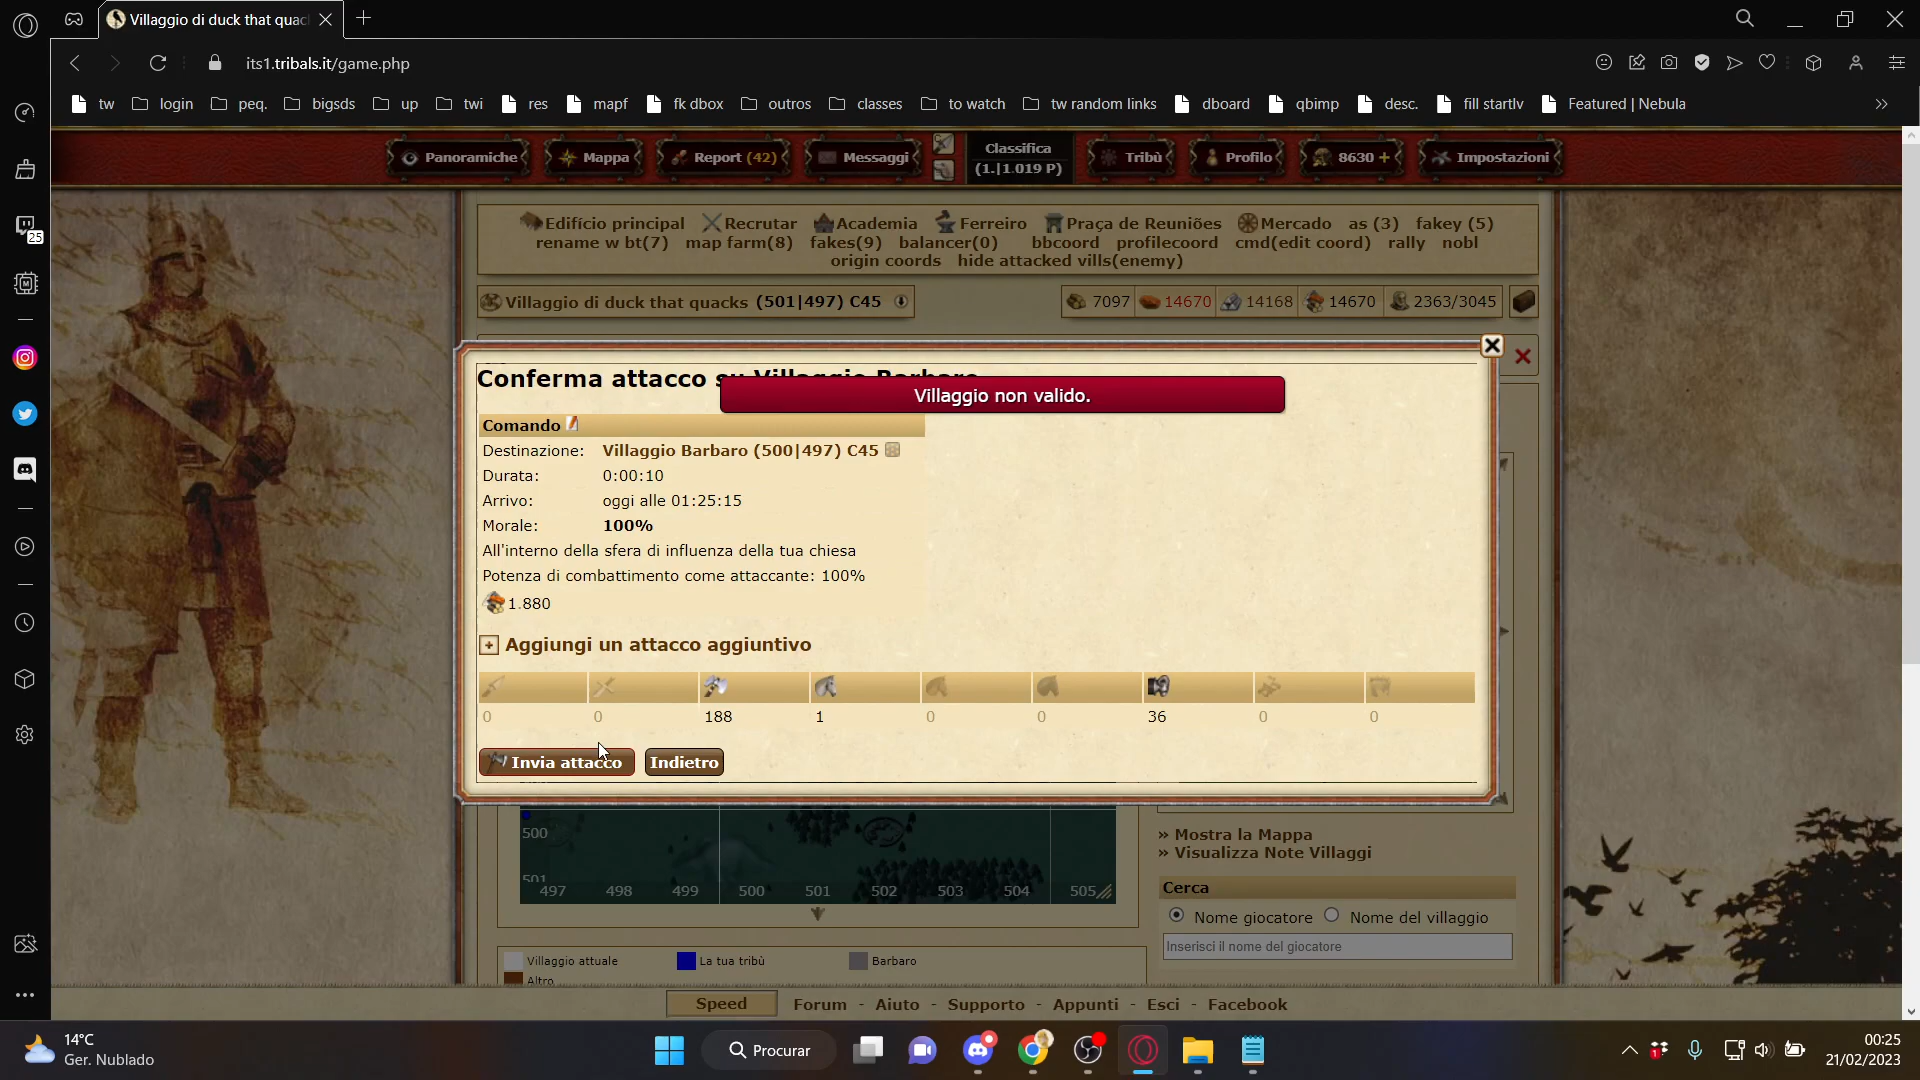 Villaggio di duck that quac
its1.tribals.it/game.php
tw login peq. bigsds up twi res mapf fk dbox outros classes to watch tw random links dboard qbimp desc. fill startlv Featured | Nebula
25
Panoramiche Mappa Report (42) Messaggi Classifica (1.|1.019 P) Tribù Profilo 8630 Impostazioni
Edifício principal Recrutar Academia Ferreiro Praça de Reuniões Mercado as (3) fakey (5)
rename w bt(7) map farm(8) fakes(9) balancer(0) bbcoord profilecoord cmd(edit coord) rally nobl
origin coords hide attacked vills(enemy)
Villaggio di duck that quacks (501|497) C45 7097 14670 14168 14670 2363/3045
Conferma attacco su Villaggio Barbaro
Villaggio non valido.
Comando
Destinazione: Villaggio Barbaro (500|497) C45
Durata: 0:00:10
Arrivo: oggi alle 01:25:15
Morale: 100%
All'interno della sfera di influenza della tua chiesa
Potenza di combattimento come attaccante: 100%
1.880
Aggiungi un attacco aggiuntivo
0 0 188 1 0 0 36 0 0
Invia attacco Indietro
500
501
497 498 499 500 501 502 503 504 505
» Mostra la Mappa
» Visualizza Note Villaggi
Cerca
Nome giocatore Nome del villaggio
Inserisci il nome del giocatore
Villaggio attuale La tua tribù Barbaro
Altro
Speed Forum - Aiuto - Supporto - Appunti - Esci - Facebook
14°C
Ger. Nublado
Procurar
1
00:25
21/02/2023